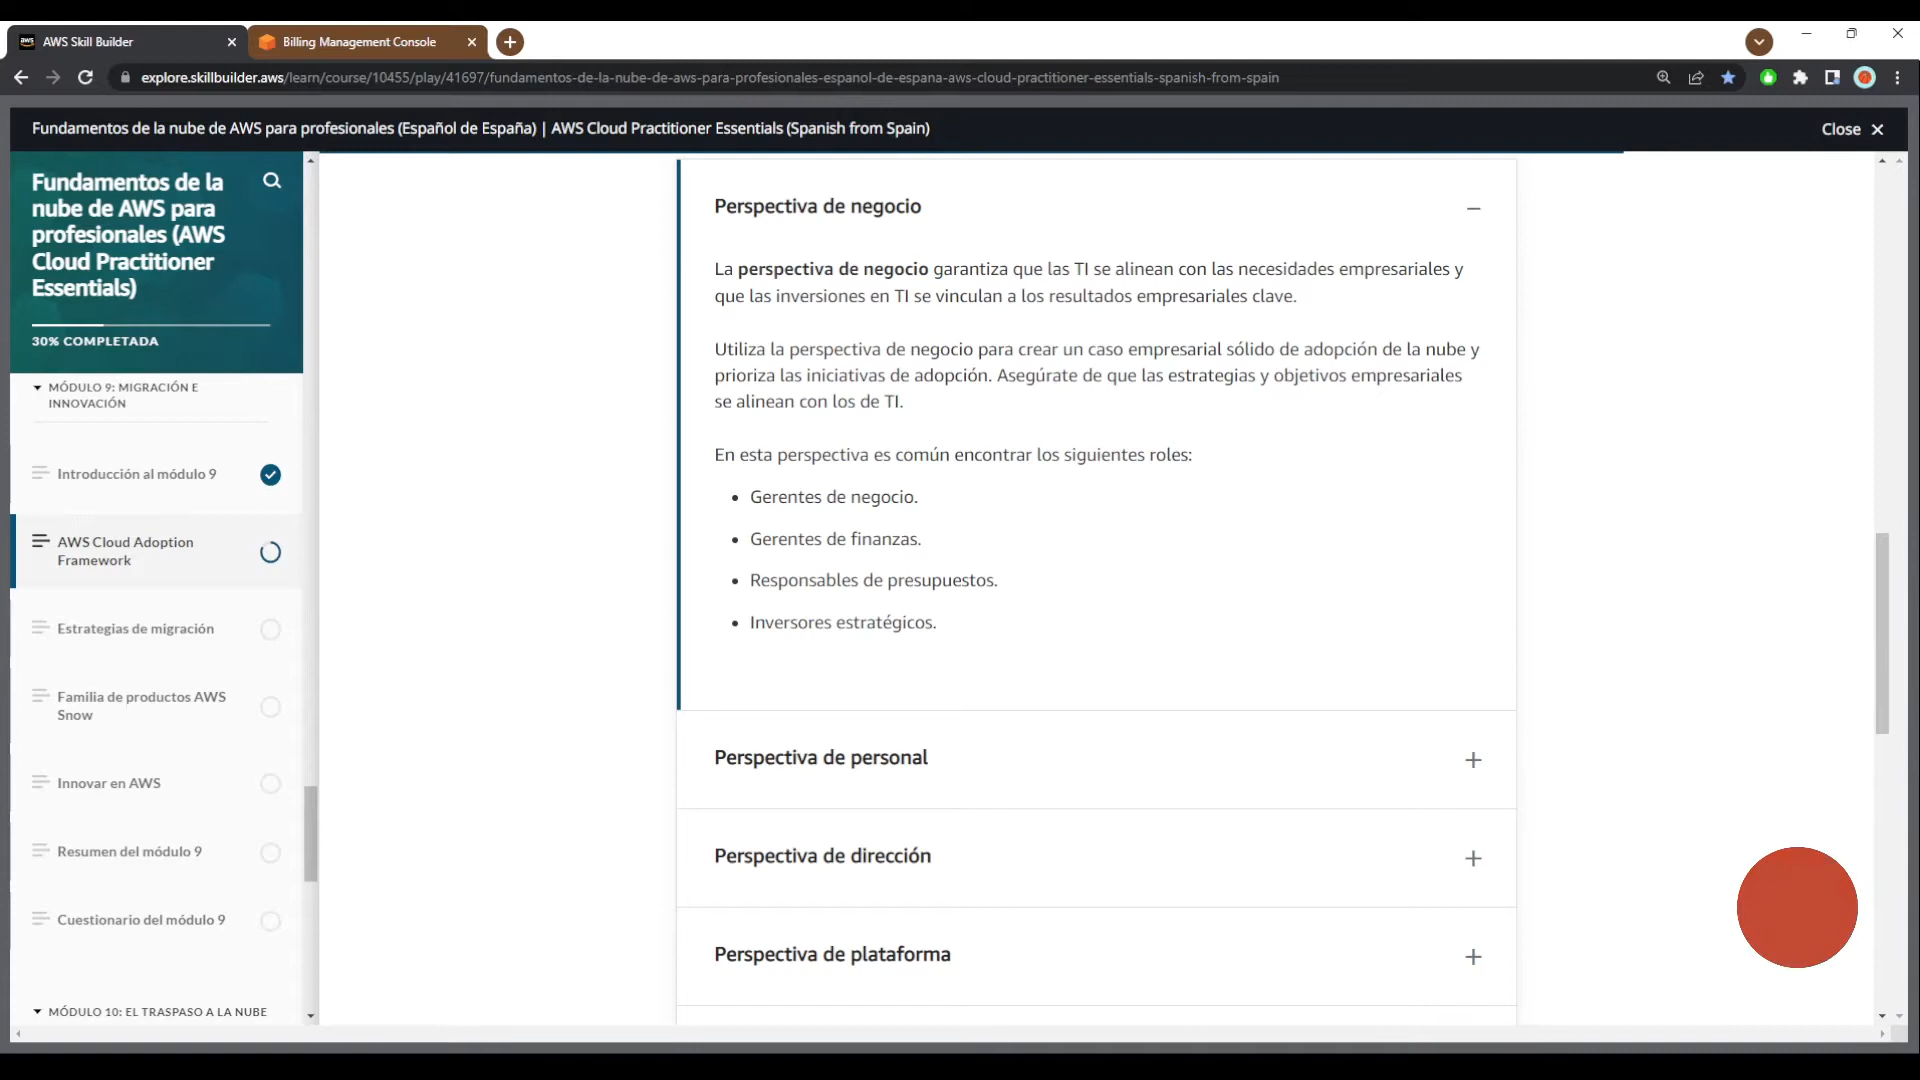 AWS Skill Builder
Billing Management Console
explore.skillbuilder.aws/learn/course/10455/play/41697/fundamentos-de-la-nube-de-aws-para-profesionales-espanol-de-espana-aws-cloud-practitioner-essentials-spanish-from-spain
Fundamentos de la nube de AWS para profesionales (Español de España) | AWS Cloud Practitioner Essentials (Spanish from Spain)
Close
Fundamentos de la
nube de AWS para
profesionales (AWS
Cloud Practitioner
Essentials)
30% COMPLETADA
MÓDULO 9: MIGRACIÓN E
INNOVACIÓN
Introducción al módulo 9
AWS Cloud Adoption
Framework
Estrategias de migración
Familia de productos AWS
Snow
Innovar en AWS
Resumen del módulo 9
Cuestionario del módulo 9
MÓDULO 10: EL TRASPASO A LA NUBE
Perspectiva de negocio
La perspectiva de negocio garantiza que las TI se alinean con las necesidades empresariales y
que las inversiones en TI se vinculan a los resultados empresariales clave.
Utiliza la perspectiva de negocio para crear un caso empresarial sólido de adopción de la nube y
prioriza las iniciativas de adopción. Asegúrate de que las estrategias y objetivos empresariales
se alinean con los de TI.
En esta perspectiva es común encontrar los siguientes roles:
• Gerentes de negocio.
• Gerentes de finanzas.
• Responsables de presupuestos.
• Inversores estratégicos.
Perspectiva de personal
Perspectiva de dirección
Perspectiva de plataforma